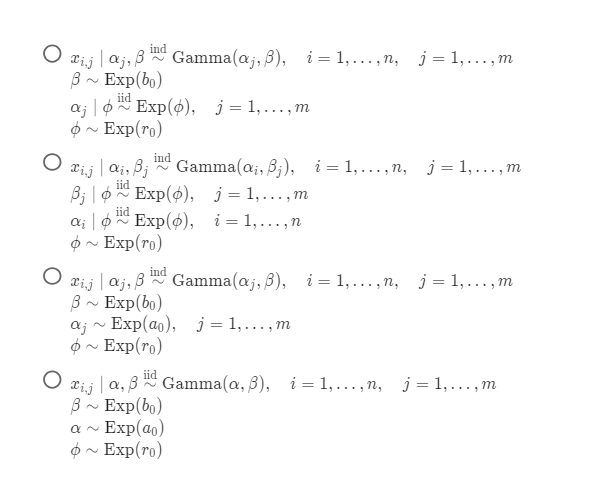 x_{i,j} | α_j, β ind∼ Gamma(α_j, β), i = 1, …, n, j = 1, …, m
β ∼ Exp(b_0)
α_j | ϕ iid∼ Exp(ϕ), j = 1, …, m
ϕ ∼ Exp(r_0)
x_{i,j} | α_i, β_j ind∼ Gamma(α_i, β_j), i = 1, …, n, j = 1, …, m
β_j | ϕ iid∼ Exp(ϕ), j = 1, …, m
α_i | ϕ iid∼ Exp(ϕ), i = 1, …, n
ϕ ∼ Exp(r_0)
x_{i,j} | α_j, β ind∼ Gamma(α_j, β), i = 1, …, n, j = 1, …, m
β ∼ Exp(b_0)
α_j ∼ Exp(a_0), j = 1, …, m
ϕ ∼ Exp(r_0)
x_{i,j} | α, β iid∼ Gamma(α, β), i = 1, …, n, j = 1, …, m
β ∼ Exp(b_0)
α ∼ Exp(a_0)
ϕ ∼ Exp(r_0)